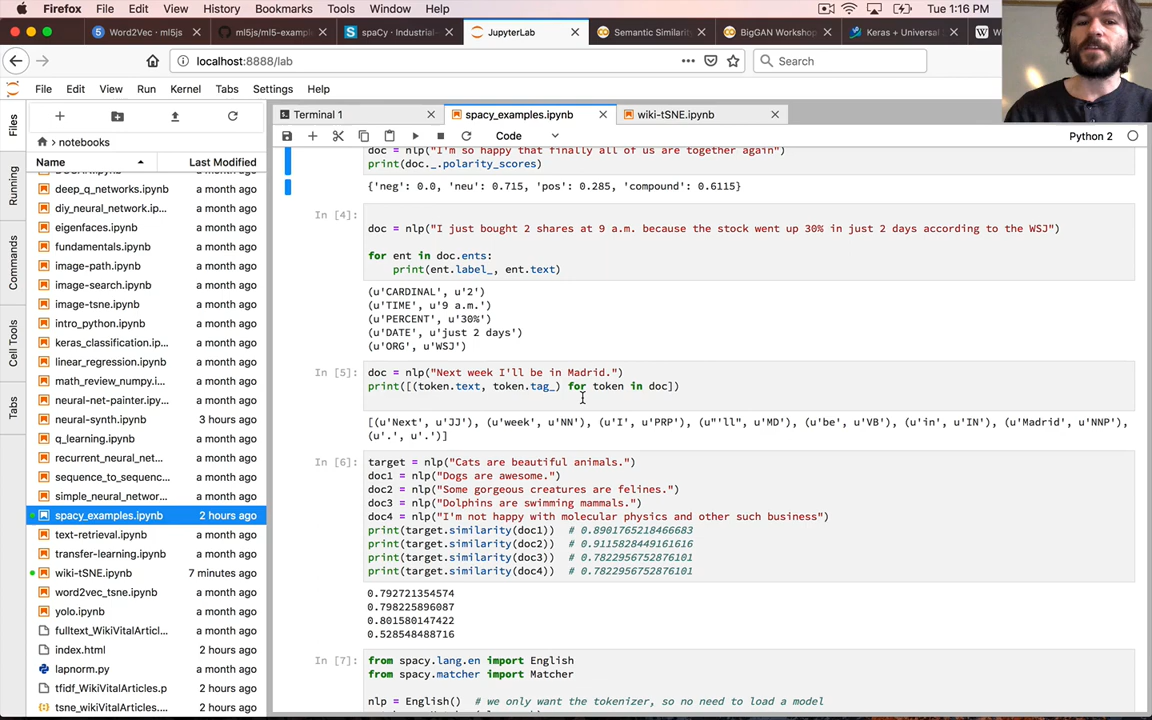 Firefox File Edit View History Bookmarks Tools Window Help Tue 1:16 PM
Word2Vec - ml5js ml5js/ml5-example spaCy · Industrial- JupyterLab Semantic Similarity BigGAN Workshop Keras + Universal W
localhost:8888/lab Search
File Edit View Run Kernel Tabs Settings Help
Files
Running
Commands
Cell Tools
Tabs
notebooks
Name Last Modified
deep_q_networks.ipynb a month ago
diy_neural_network.ip... a month ago
eigenfaces.ipynb a month ago
fundamentals.ipynb a month ago
image-path.ipynb a month ago
image-search.ipynb a month ago
image-tsne.ipynb a month ago
intro_python.ipynb a month ago
keras_classification.ip... a month ago
linear_regression.ipynb a month ago
math_review_numpy.i... a month ago
neural-net-painter.ipy... a month ago
neural-synth.ipynb 3 hours ago
q_learning.ipynb a month ago
recurrent_neural_net... a month ago
sequence_to_sequenc... a month ago
simple_neural_networ... a month ago
spacy_examples.ipynb 2 hours ago
text-retrieval.ipynb a month ago
transfer-learning.ipynb a month ago
wiki-tSNE.ipynb 7 minutes ago
word2vec_tsne.ipynb a month ago
yolo.ipynb a month ago
fulltext_WikiVitalArticl... a month ago
index.html 2 hours ago
lapnorm.py a month ago
tfidf_WikiVitalArticles.p 2 hours ago
tsne_wikiVitalArticles... 2 hours ago
Terminal 1 spacy_examples.ipynb wiki-tSNE.ipynb
Code Python 2
doc = nlp("I'm so happy that finally all of us are together again")
print(doc._.polarity_scores)
{'neg': 0.0, 'neu': 0.715, 'pos': 0.285, 'compound': 0.6115}
In [4]:
doc = nlp("I just bought 2 shares at 9 a.m. because the stock went up 30% in just 2 days according to the WSJ")
for ent in doc.ents:
print(ent.label_, ent.text)
(u'CARDINAL', u'2')
(u'TIME', u'9 a.m.')
(u'PERCENT', u'30%')
(u'DATE', u'just 2 days')
(u'ORG', u'WSJ')
In [5]: doc = nlp("Next week I'll be in Madrid.")
print([(token.text, token.tag_) for token in doc])
[(u'Next', u'JJ'), (u'week', u'NN'), (u'I', u'PRP'), (u"'ll", u'MD'), (u'be', u'VB'), (u'in', u'IN'), (u'Madrid', u'NNP'),
(u'.', u'.')]
In [6]: target = nlp("Cats are beautiful animals.")
doc1 = nlp("Dogs are awesome.")
doc2 = nlp("Some gorgeous creatures are felines.")
doc3 = nlp("Dolphins are swimming mammals.")
doc4 = nlp("I'm not happy with molecular physics and other such business")
print(target.similarity(doc1)) # 0.8901765218466683
print(target.similarity(doc2)) # 0.9115828449161616
print(target.similarity(doc3)) # 0.7822956752876101
print(target.similarity(doc4)) # 0.7822956752876101
0.792721354574
0.798225896087
0.801580147422
0.528548488716
In [7]: from spacy.lang.en import English
from spacy.matcher import Matcher
nlp = English() # we only want the tokenizer, so no need to load a model